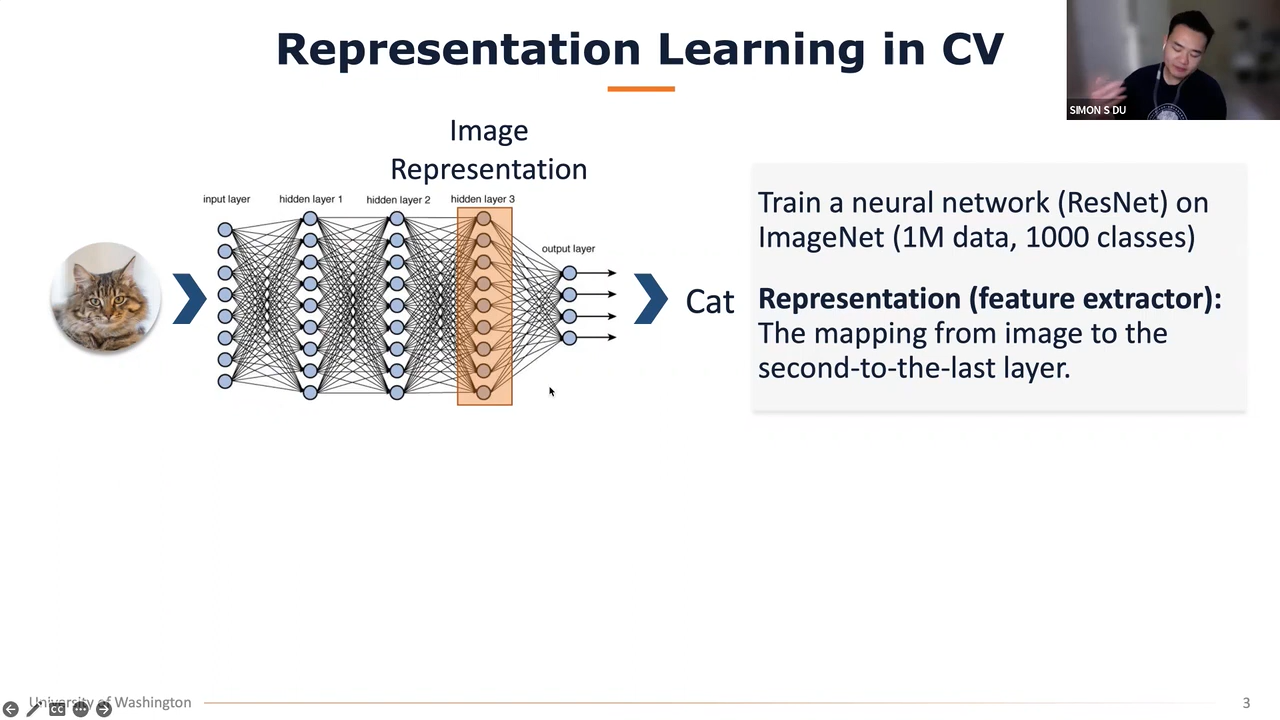 Representation Learning in CV
SIMON S DU
Image
Representation
input layer
hidden layer 1
hidden layer 2
hidden layer 3
output layer
Cat
Train a neural network (ResNet) on
ImageNet (1M data, 1000 classes)
Representation (feature extractor):
The mapping from image to the
second-to-the-last layer.
University of Washington
CC
3